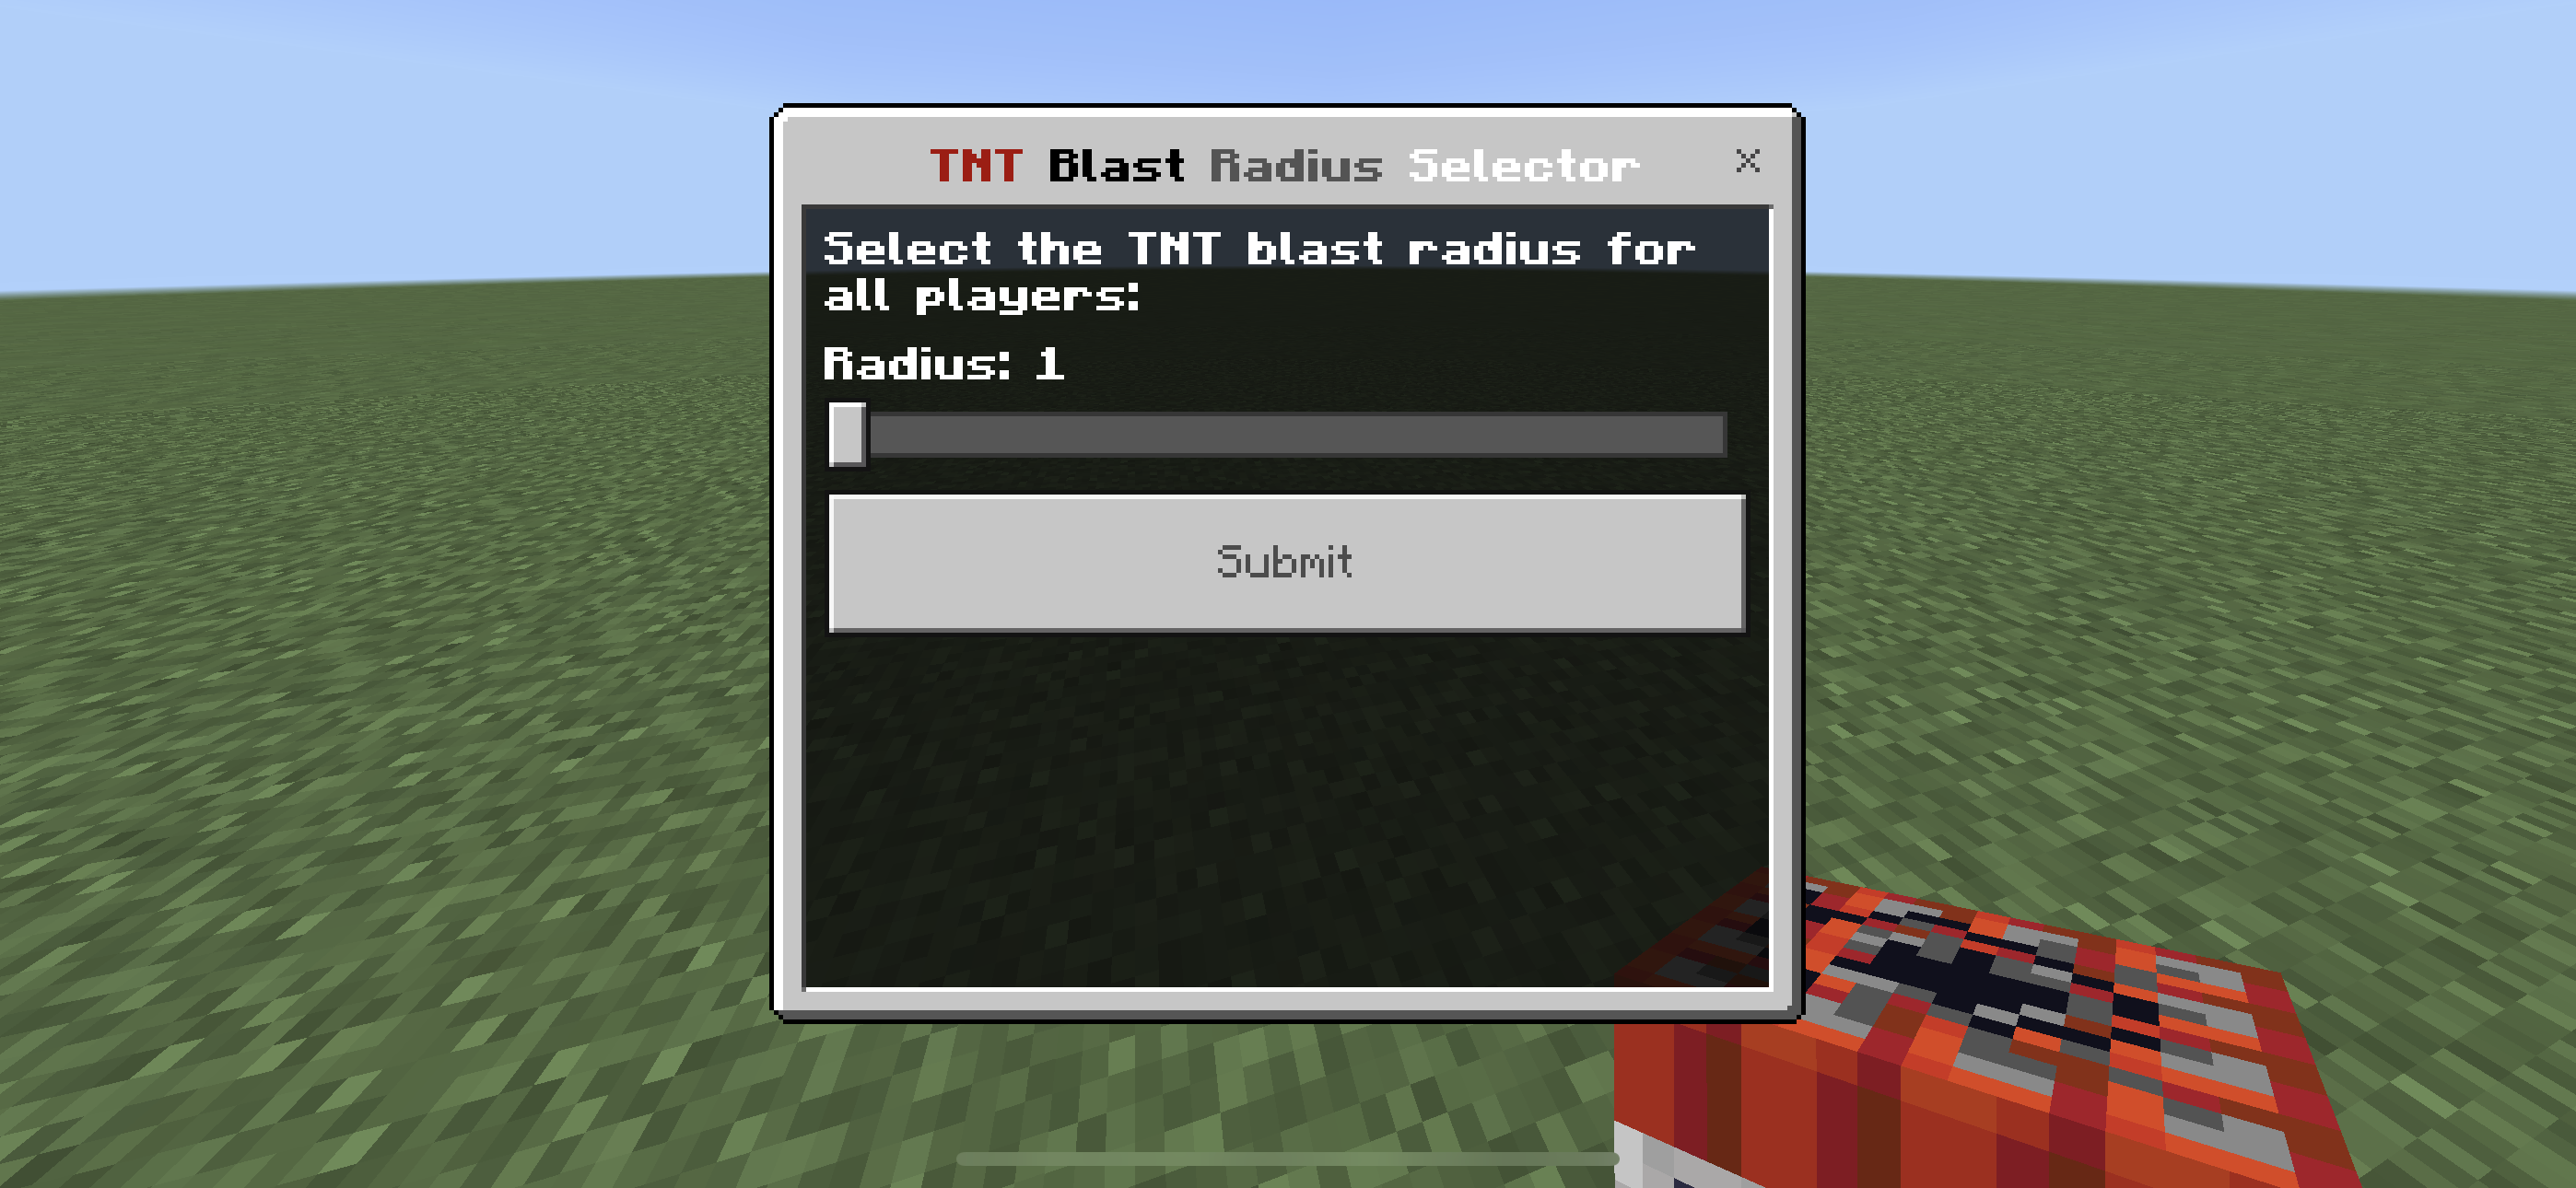 TNT Blast Radius Selector
Select the TNT blast radius for
all players:
Radius: 1
Submit